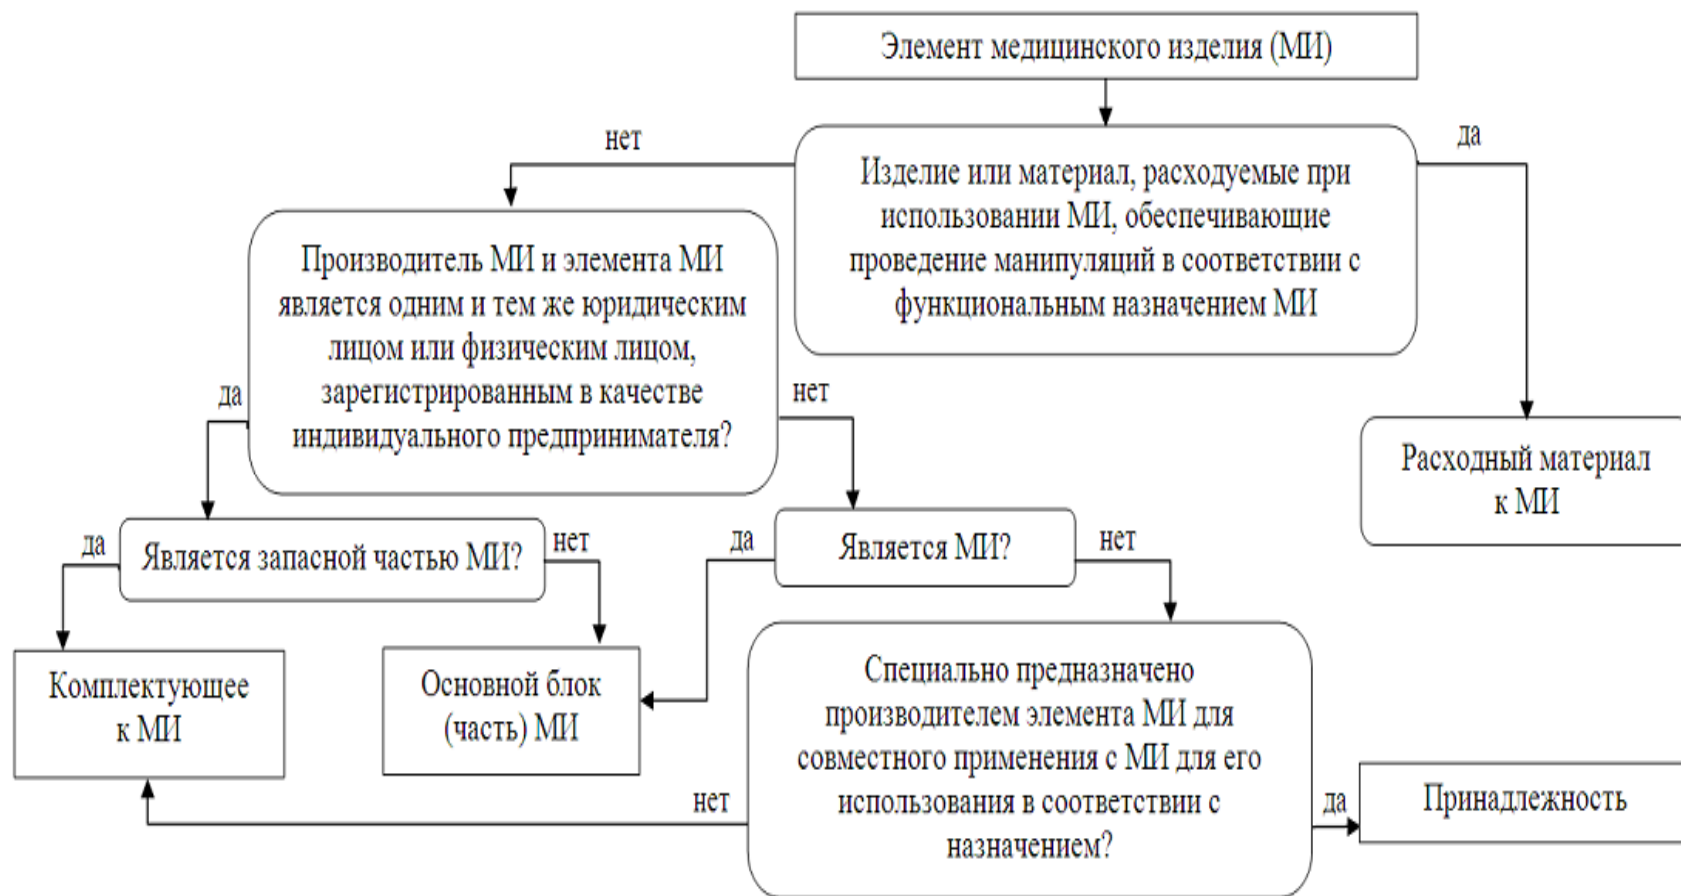 Элемент медицинского изделия (МИ)
нет
да
Изделие или материал, расходуемые при
использовании МИ, обеспечивающие
проведение манипуляций в соответствии с
функциональным назначением МИ
Производитель МИ и элемента МИ
является одним и тем же юридическим
лицом или физическим лицом,
зарегистрированным в качестве
индивидуального предпринимателя?
да
нет
Расходный материал
к МИ
да
Является запасной частью МИ?
нет
да
Является МИ?
нет
Комплектующее
к МИ
Основной блок
(часть) МИ
Специально предназначено
производителем элемента МИ для
совместного применения с МИ для его
использования в соответствии с
назначением?
нет
да
Принадлежность